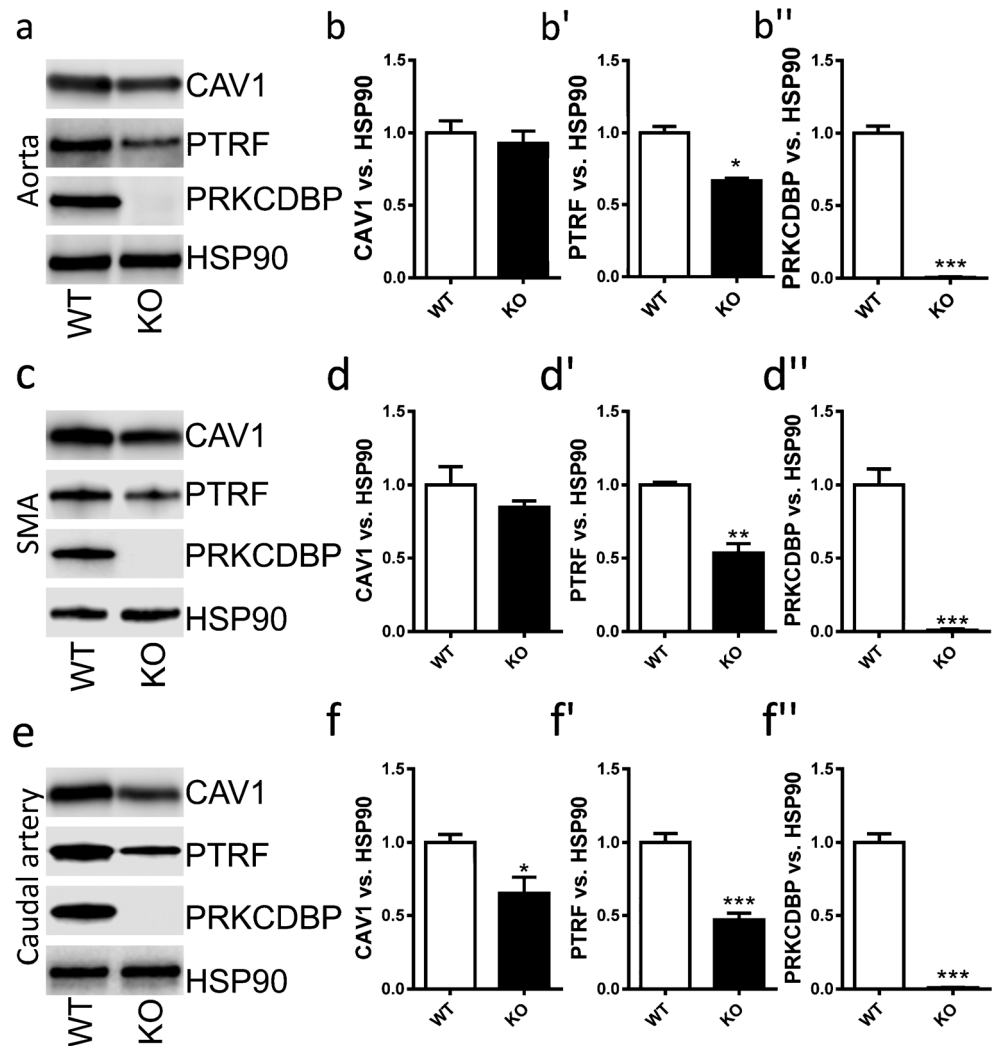 a
Aorta
CAV1
PTRF
PRKCDBP
HSP90
WT KO
b
CAV1 vs. HSP90
1.5
1.0
0.5
0.0
WT KO
b'
PTRF vs. HSP90
1.5
1.0
0.5
0.0
*
WT KO
b''
PRKCDBP vs. HSP90
1.5
1.0
0.5
0.0
***
WT KO
c
SMA
CAV1
PTRF
PRKCDBP
HSP90
WT KO
d
CAV1 vs. HSP90
1.5
1.0
0.5
0.0
WT KO
d'
PTRF vs. HSP90
1.5
1.0
0.5
0.0
**
WT KO
d''
PRKCDBP vs. HSP90
1.5
1.0
0.5
0.0
***
WT KO
e
Caudal artery
CAV1
PTRF
PRKCDBP
HSP90
WT KO
f
CAV1 vs. HSP90
1.5
1.0
0.5
0.0
*
WT KO
f'
PTRF vs. HSP90
1.5
1.0
0.5
0.0
***
WT KO
f''
PRKCDBP vs. HSP90
1.5
1.0
0.5
0.0
***
WT KO